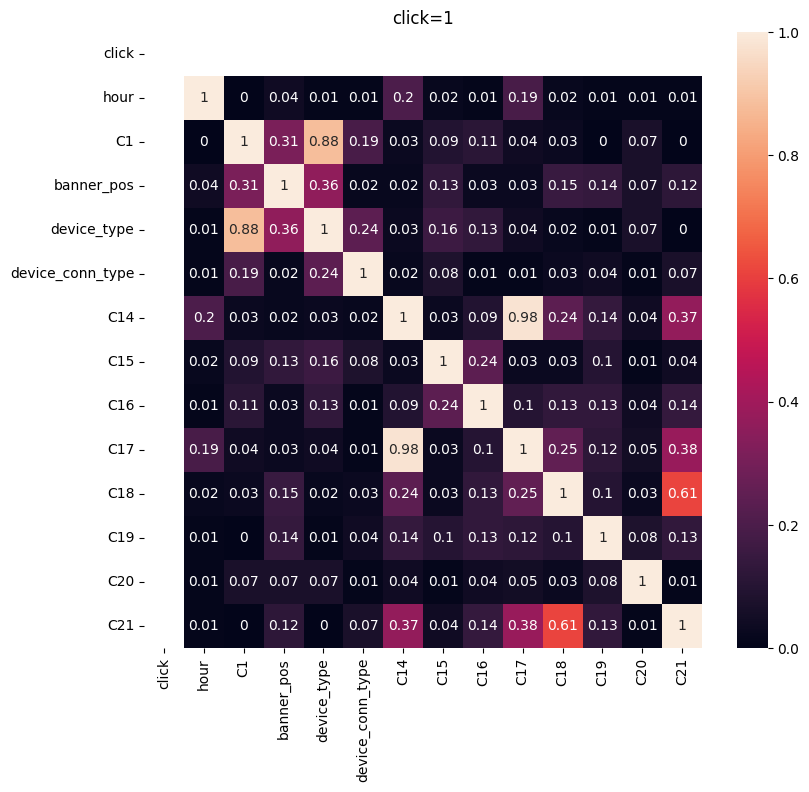 click=1
click
hour 1 0 0.04 0.01 0.01 0.2 0.02 0.01 0.19 0.02 0.01 0.01 0.01
C1 0 1 0.31 0.88 0.19 0.03 0.09 0.11 0.04 0.03 0 0.07 0
banner_pos 0.04 0.31 1 0.36 0.02 0.02 0.13 0.03 0.03 0.15 0.14 0.07 0.12
device_type 0.01 0.88 0.36 1 0.24 0.03 0.16 0.13 0.04 0.02 0.01 0.07 0
device_conn_type 0.01 0.19 0.02 0.24 1 0.02 0.08 0.01 0.01 0.03 0.04 0.01 0.07
C14 0.2 0.03 0.02 0.03 0.02 1 0.03 0.09 0.98 0.24 0.14 0.04 0.37
C15 0.02 0.09 0.13 0.16 0.08 0.03 1 0.24 0.03 0.03 0.1 0.01 0.04
C16 0.01 0.11 0.03 0.13 0.01 0.09 0.24 1 0.1 0.13 0.13 0.04 0.14
C17 0.19 0.04 0.03 0.04 0.01 0.98 0.03 0.1 1 0.25 0.12 0.05 0.38
C18 0.02 0.03 0.15 0.02 0.03 0.24 0.03 0.13 0.25 1 0.1 0.03 0.61
C19 0.01 0 0.14 0.01 0.04 0.14 0.1 0.13 0.12 0.1 1 0.08 0.13
C20 0.01 0.07 0.07 0.07 0.01 0.04 0.01 0.04 0.05 0.03 0.08 1 0.01
C21 0.01 0 0.12 0 0.07 0.37 0.04 0.14 0.38 0.61 0.13 0.01 1
click hour C1 banner_pos device_type device_conn_type C14 C15 C16 C17 C18 C19 C20 C21
1.0
0.8
0.6
0.4
0.2
0.0